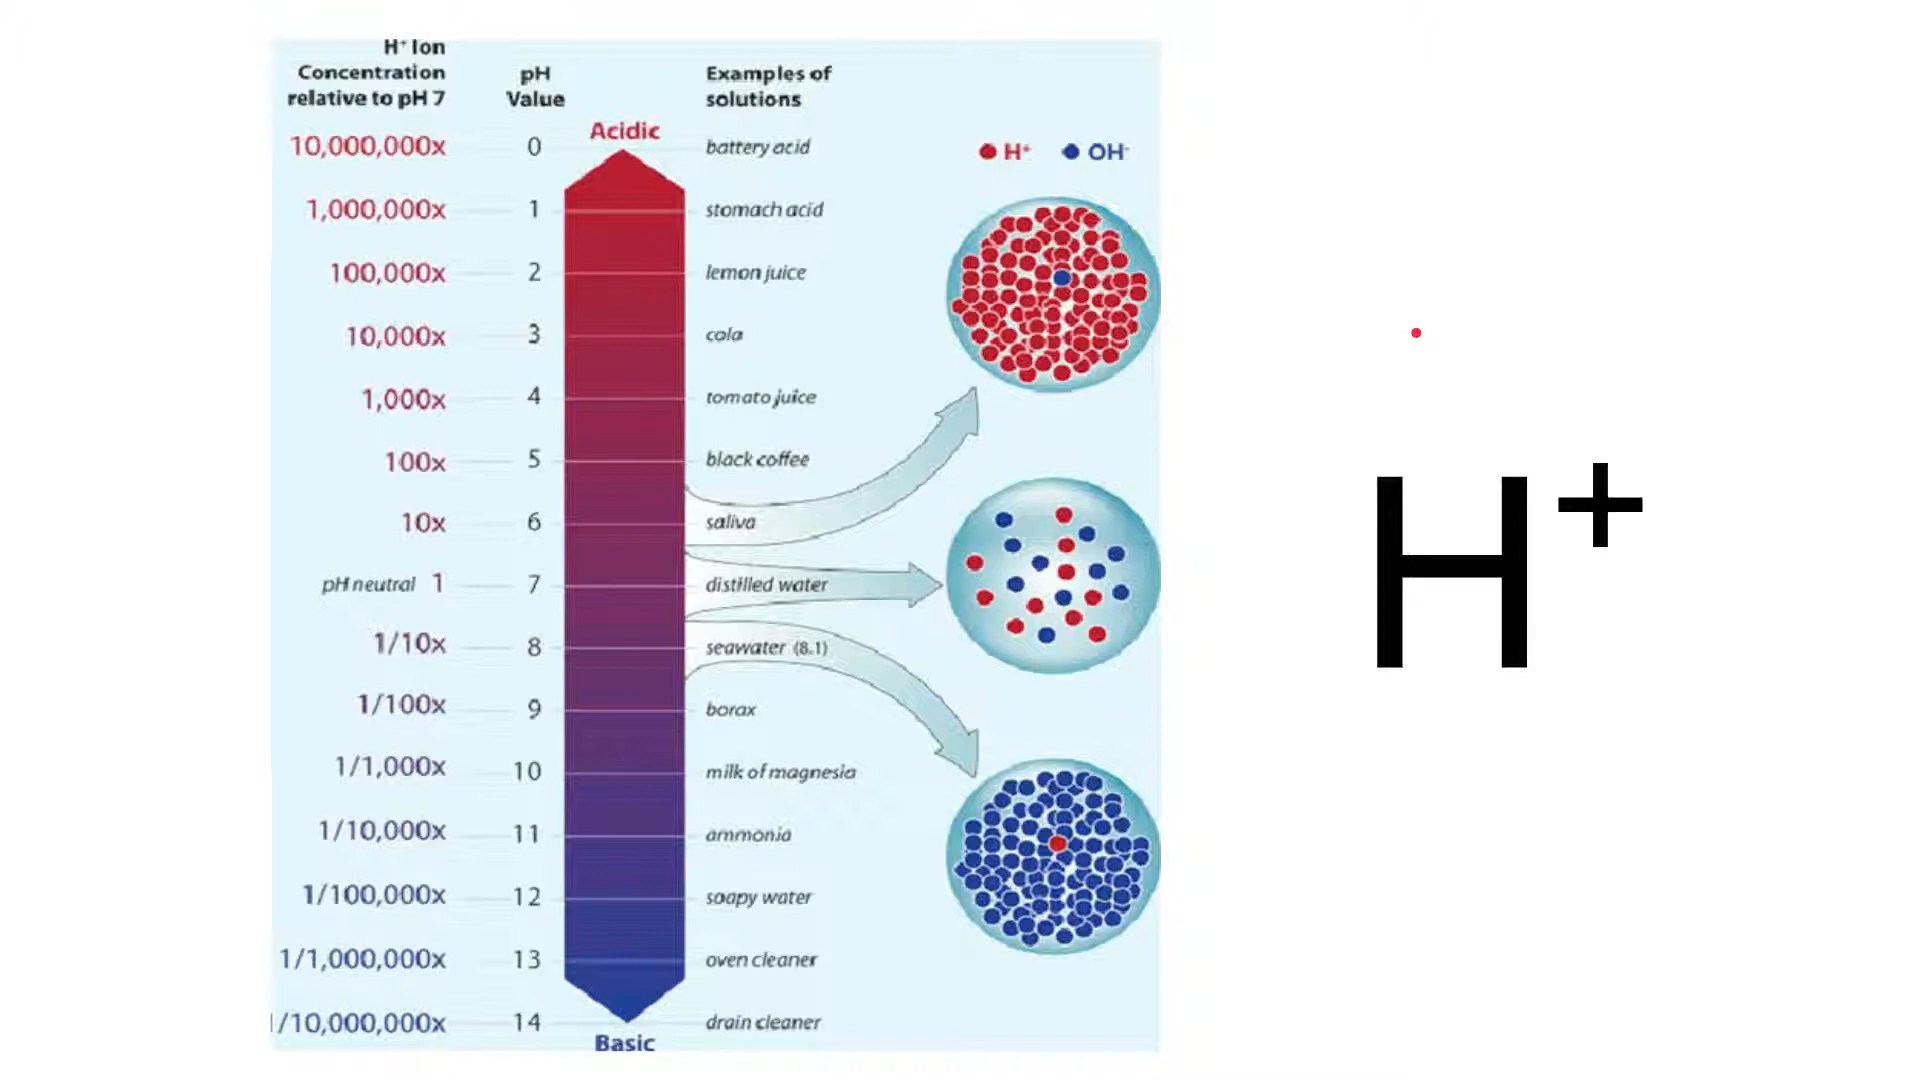 H⁺ Ion
Concentration
relative to pH 7
pH
Value
Examples of
solutions
Acidic
10,000,000x 0 battery acid
H⁺ OH⁻
1,000,000x 1 stomach acid
100,000x 2 lemon juice
10,000x 3 cola
1,000x 4 tomato juice
100x 5 black coffee
10x 6 saliva
pH neutral 1 7 distilled water
1/10x 8 seawater (8.1)
1/100x 9 borax
1/1,000x 10 milk of magnesia
1/10,000x 11 ammonia
1/100,000x 12 soapy water
1/1,000,000x 13 oven cleaner
1/10,000,000x 14 drain cleaner
Basic
H⁺